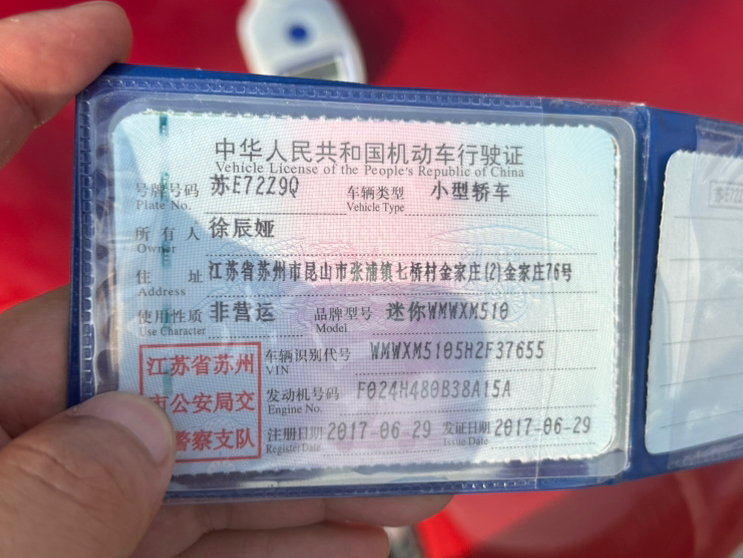 中华人民共和国机动车行驶证
Vehicle License of the People's Republic of China
号牌号码 苏E72Z9Q 车辆类型 小型轿车
Plate No. Vehicle Type
所有人 徐辰娅
Owner
住址 江苏省苏州市昆山市张浦镇七桥村金家庄(2)金家庄76号
Address
使用性质 非营运 品牌型号 迷你WMWXM510
Use Character Model
江苏省苏州 车辆识别代号 WMWXM5105H2F37655
VIN
市公安局交 发动机号码 F024H480B38A15A
Engine No.
警察支队 注册日期 2017-06-29 发证日期 2017-06-29
Register Date Issue Date